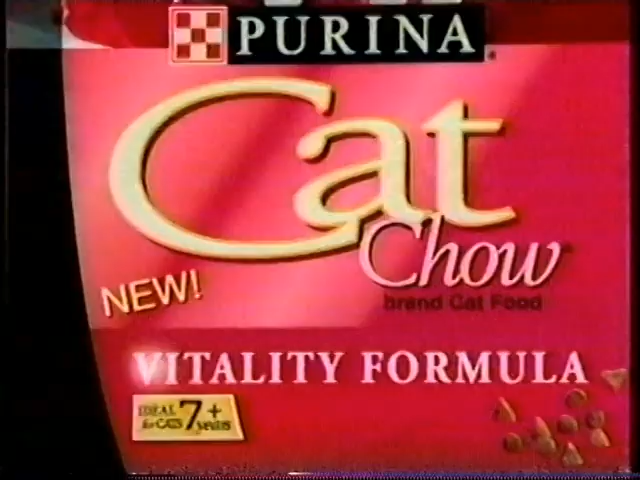 PURINA
Cat
Chow
brand Cat Food
NEW!
VITALITY FORMULA
IDEAL for CATS 7+ years